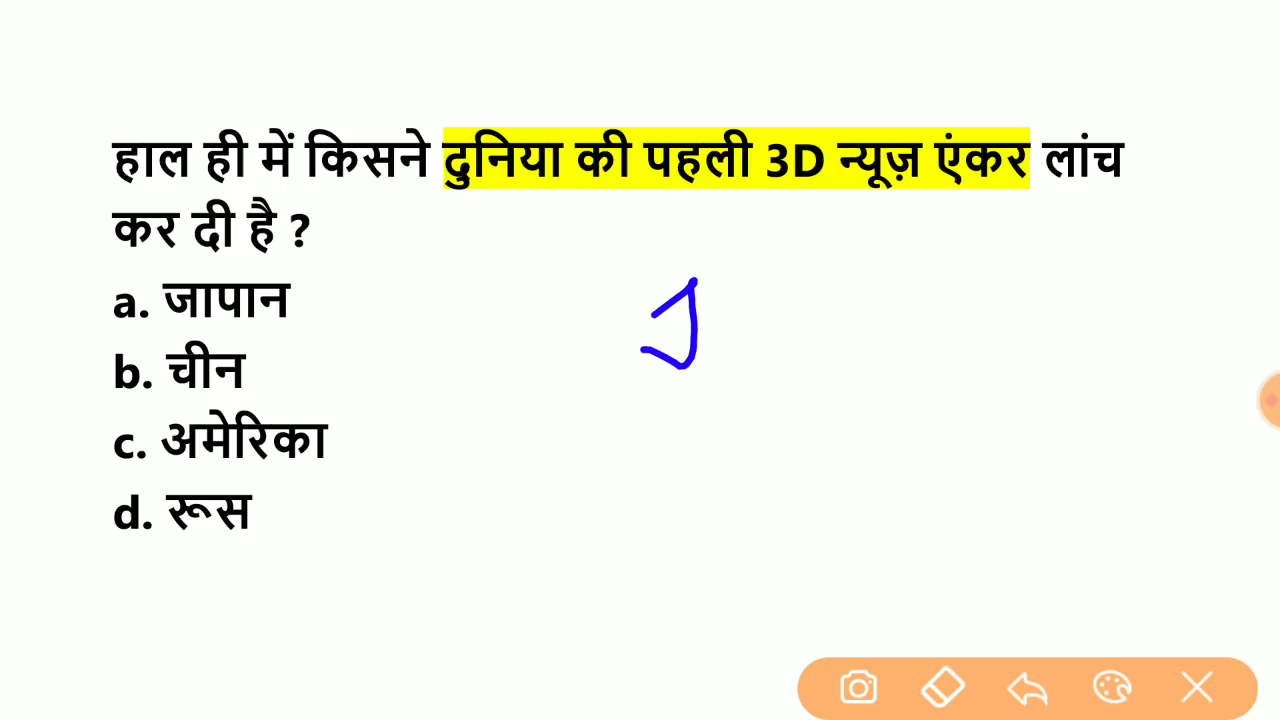 हाल ही में किसने दुनिया की पहली 3D न्यूज़ एंकर लांच
कर दी है ?
a. जापान
b. चीन
c. अमेरिका
d. रूस